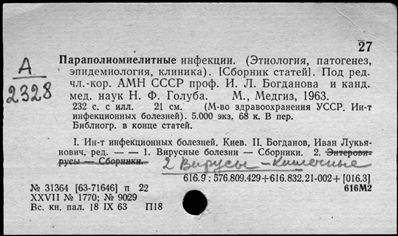 27
А
2328
Параполиомиелитные инфекции. (Этиология, патогенез,
эпидемиология, клиника). [Сборник статей]. Под ред.
чл.-кор. АМН СССР проф. И. Л. Богданова и канд.
мед. наук Н. Ф. Голуба. М., Медгиз, 1963.
232 с. с илл. 21 см. (М-во здравоохранения УССР. Ин-т
инфекционных болезней). 5.000 экз. 68 к. В пер.
Библиогр. в конце статей.
I. Ин-т инфекционных болезней. Киев. II. Богданов, Иван Лукья-
нович, ред. — — 1. Вирусные болезни — Сборники. 2. Энтерови-
русы — Сборники. 2 Вирусы – кишечные
616.9 : 576.809.429+616.832.21-002+[016.3]
№ 31364 [63-71646] п 22
616М2
XXVII № 1770; № 9029
Вс. кн. пал. 18 IX 63 П18